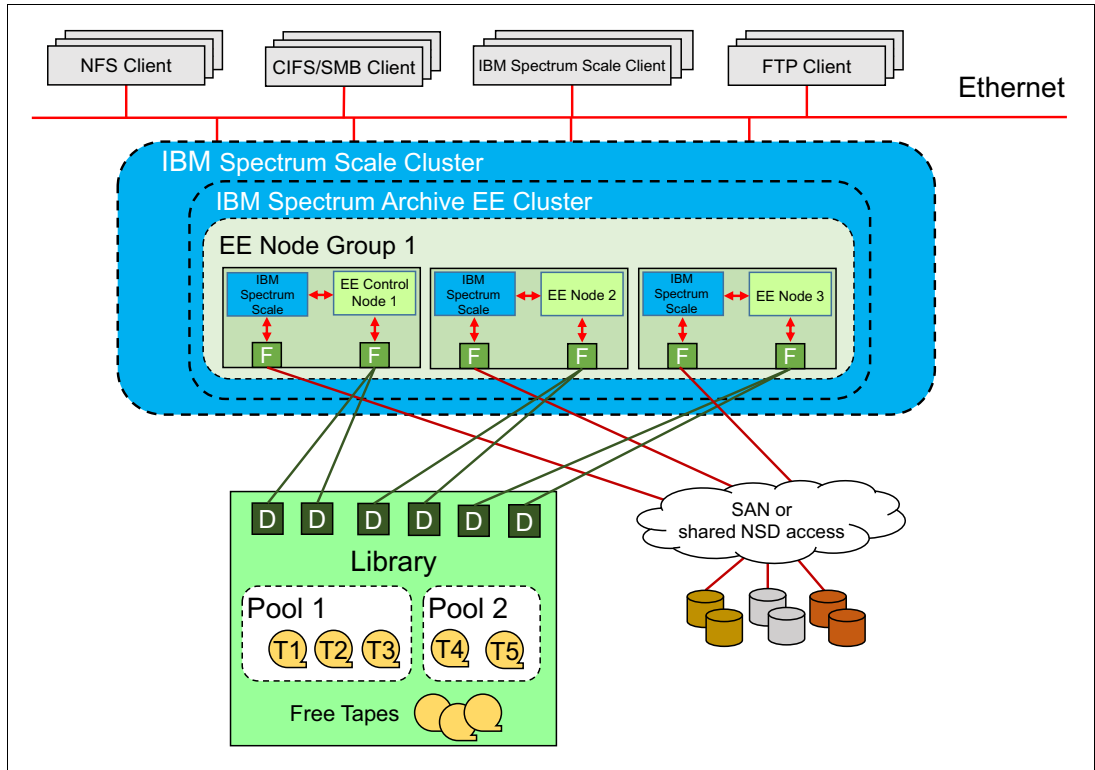 NFS Client
CIFS/SMB Client
IBM Spectrum Scale Client
FTP Client
Ethernet
IBM Spectrum Scale Cluster
IBM Spectrum Archive EE Cluster
EE Node Group 1
IBM
Spectrum
Scale
EE Control
Node 1
IBM
Spectrum
Scale
EE Node 2
IBM
Spectrum
Scale
EE Node 3
F
F
F
F
F
F
D
D
D
D
D
D
Library
SAN or
shared NSD access
Pool 1
T1
T2
T3
Pool 2
T4
T5
Free Tapes